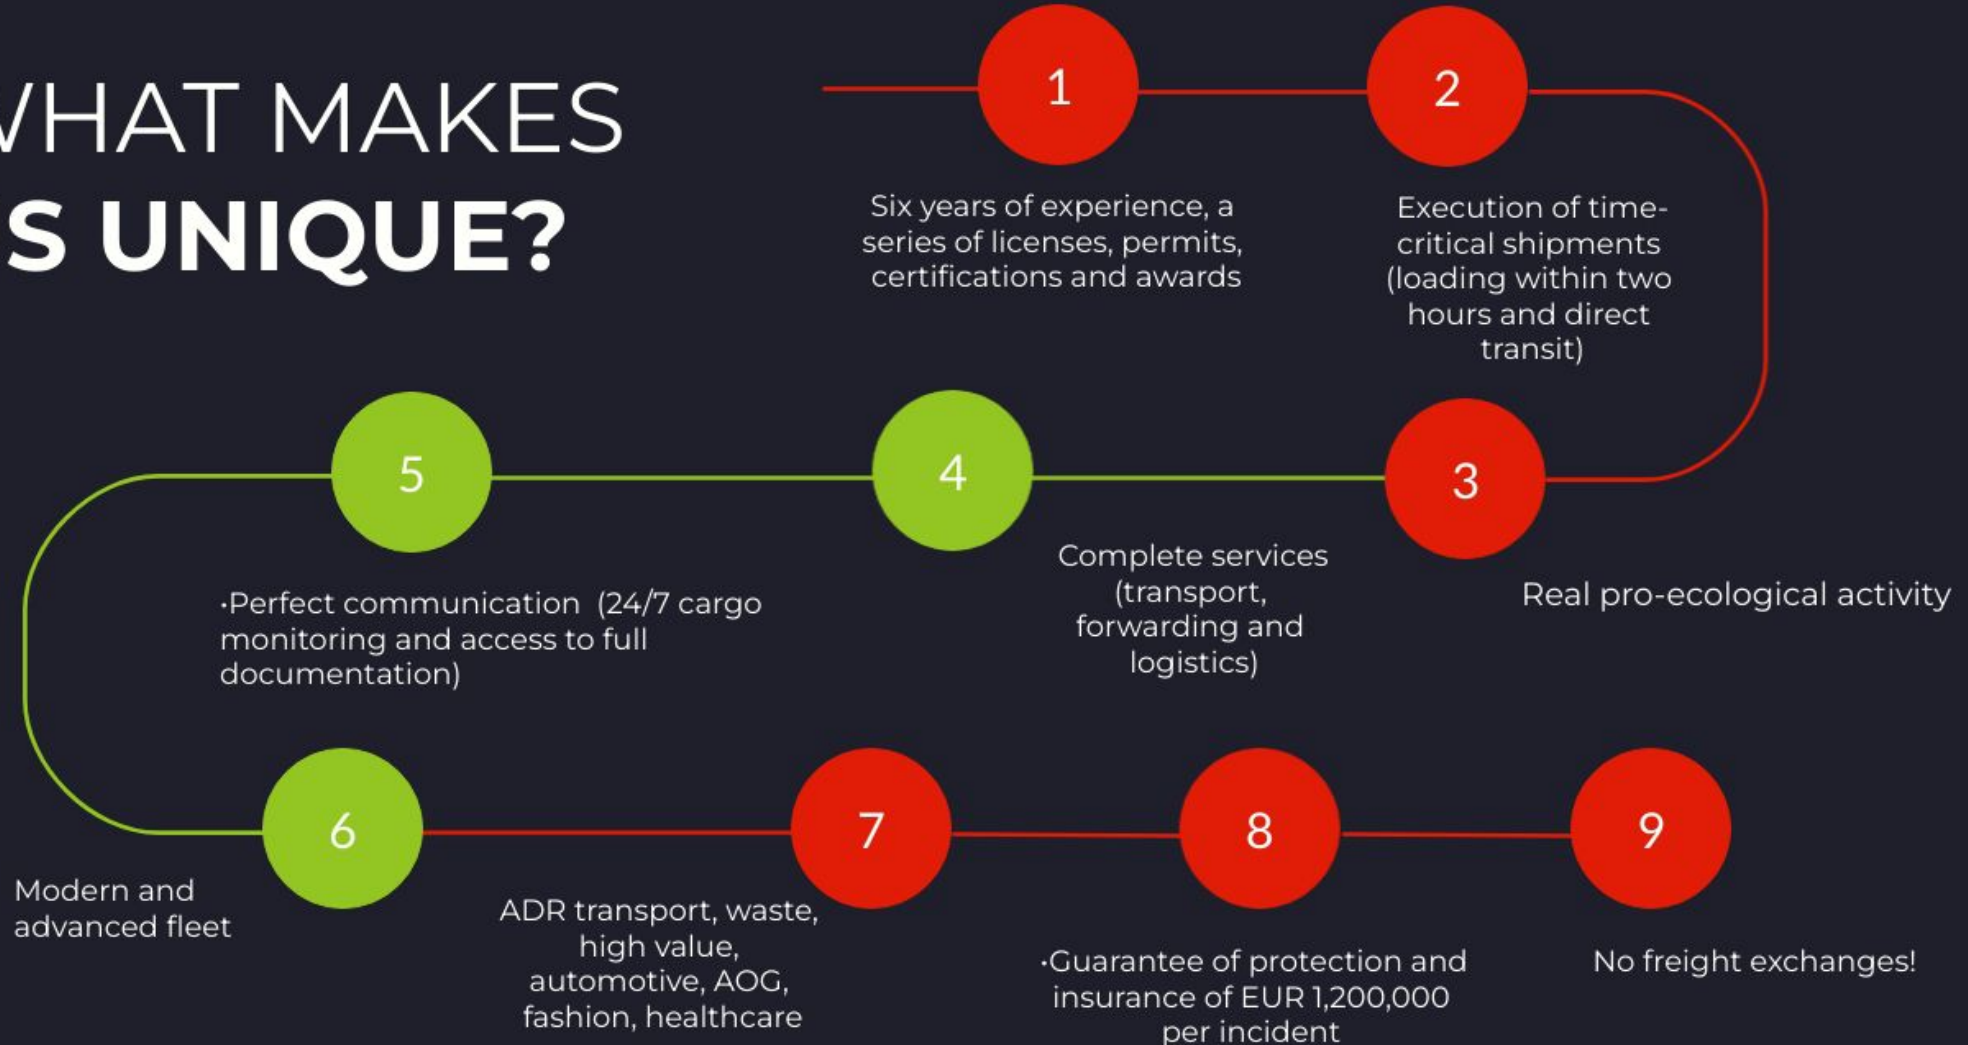 WHAT MAKES
US UNIQUE?
1
2
Six years of experience, a
series of licenses, permits,
certifications and awards
Execution of time-
critical shipments
(loading within two
hours and direct
transit)
5
4
3
•Perfect communication  (24/7 cargo
monitoring and access to full
documentation)
Complete services
(transport,
forwarding and
logistics)
Real pro-ecological activity
6
7
8
9
Modern and
advanced fleet
ADR transport, waste,
high value,
automotive, AOG,
fashion, healthcare
•Guarantee of protection and
insurance of EUR 1,200,000
per incident
No freight exchanges!